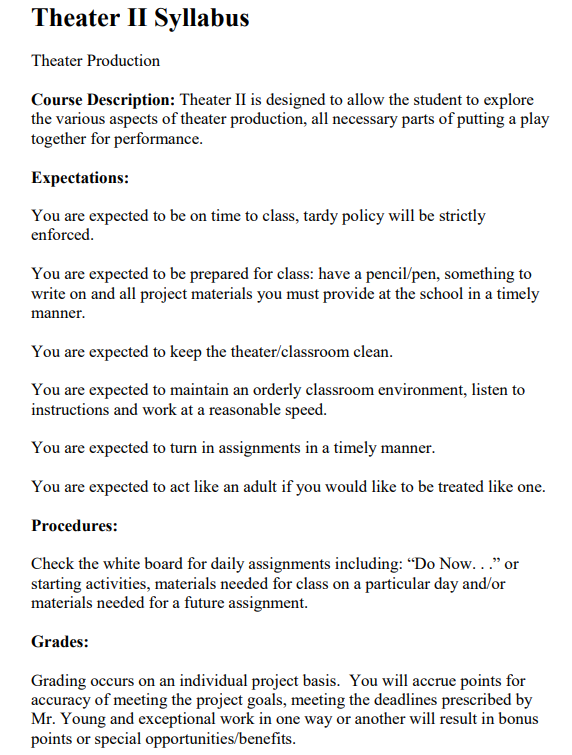 Theater II Syllabus
Theater Production
Course Description: Theater II is designed to allow the student to explore
the various aspects of theater production, all necessary parts of putting a play
together for performance.
Expectations:
You are expected to be on time to class, tardy policy will be strictly
enforced.
You are expected to be prepared for class: have a pencil/pen, something to
write on and all project materials you must provide at the school in a timely
manner.
You are expected to keep the theater/classroom clean.
You are expected to maintain an orderly classroom environment, listen to
instructions and work at a reasonable speed.
You are expected to turn in assignments in a timely manner.
You are expected to act like an adult if you would like to be treated like one.
Procedures:
Check the white board for daily assignments including: “Do Now. . .” or
starting activities, materials needed for class on a particular day and/or
materials needed for a future assignment.
Grades:
Grading occurs on an individual project basis.  You will accrue points for
accuracy of meeting the project goals, meeting the deadlines prescribed by
Mr. Young and exceptional work in one way or another will result in bonus
points or special opportunities/benefits.